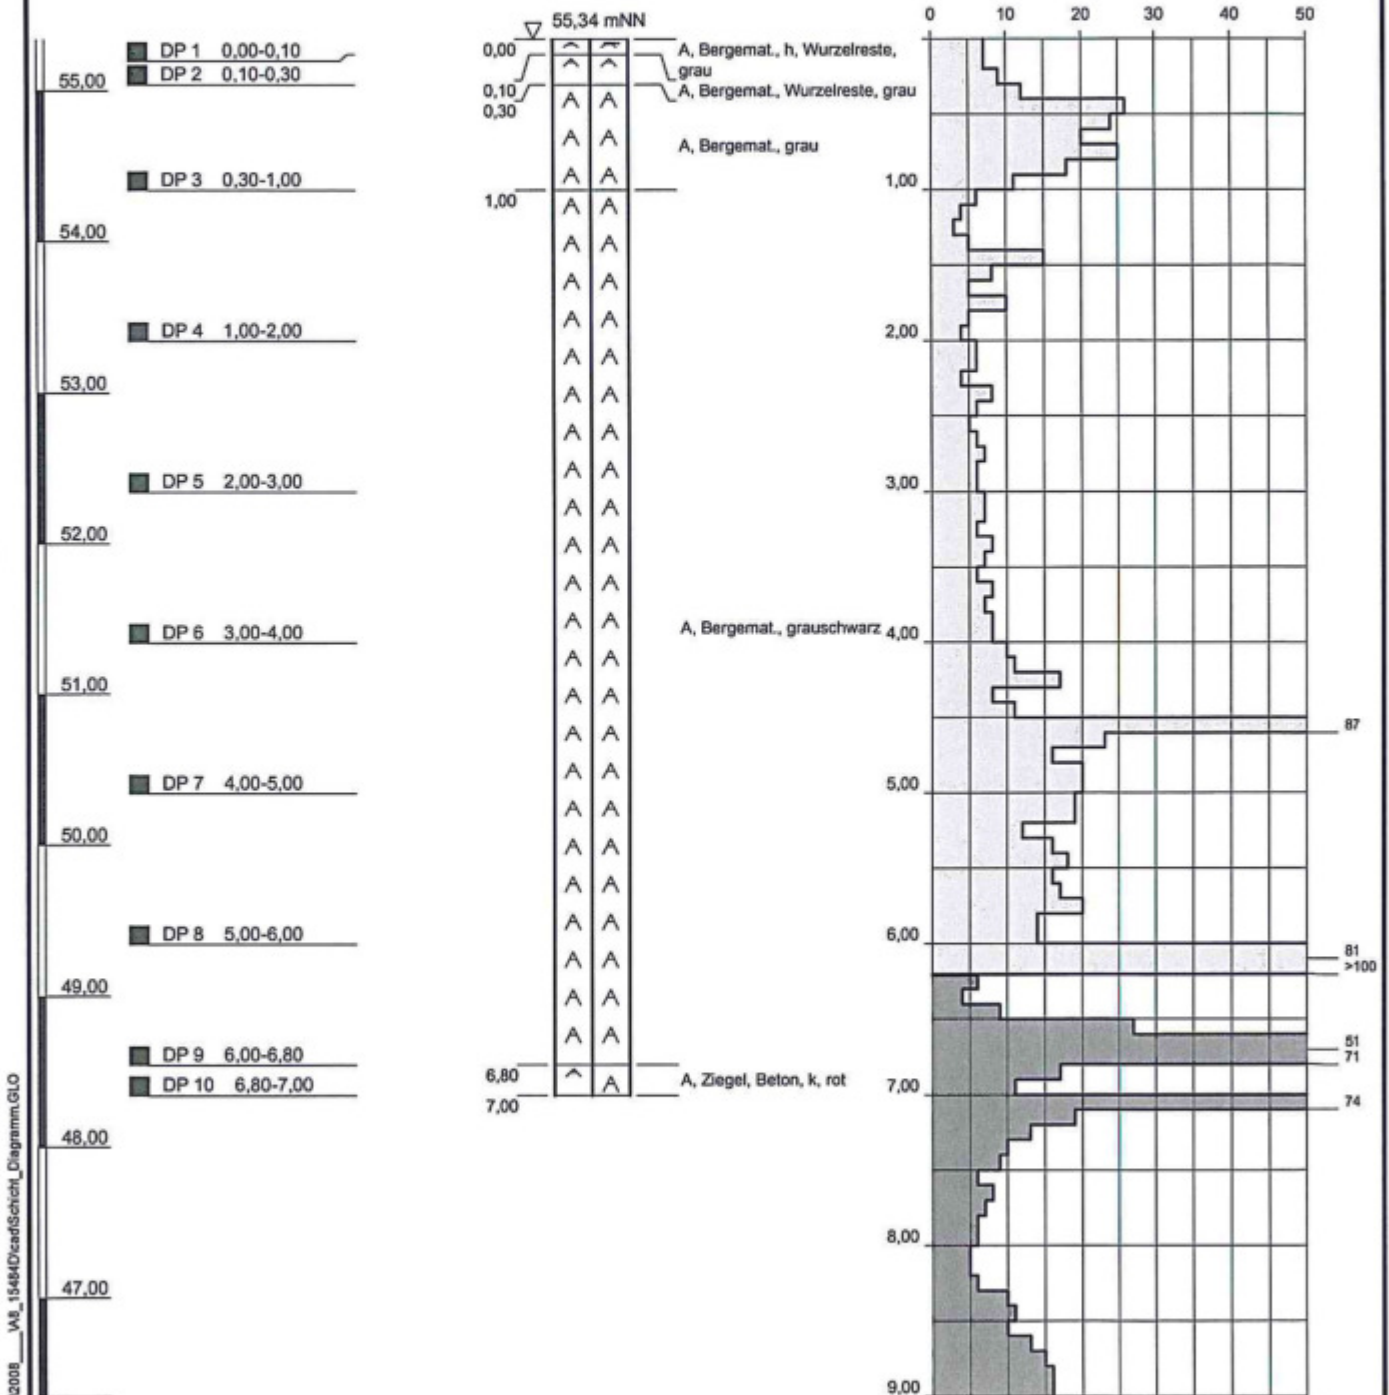 55,34 mNN
0 10 20 30 40 50
DP 1 0,00-0,10
DP 2 0,10-0,30
DP 3 0,30-1,00
DP 4 1,00-2,00
DP 5 2,00-3,00
DP 6 3,00-4,00
DP 7 4,00-5,00
DP 8 5,00-6,00
DP 9 6,00-6,80
DP 10 6,80-7,00
55,00
54,00
53,00
52,00
51,00
50,00
49,00
48,00
47,00
0,00
0,10
0,30
1,00
6,80
7,00
A, Bergemat., h, Wurzelreste,
grau
A, Bergemat., Wurzelreste, grau
A, Bergemat., grau
A, Bergemat., grauschwarz
A, Ziegel, Beton, k, rot
1,00
2,00
3,00
4,00
5,00
6,00
7,00
8,00
9,00
87
81
>100
51
71
74